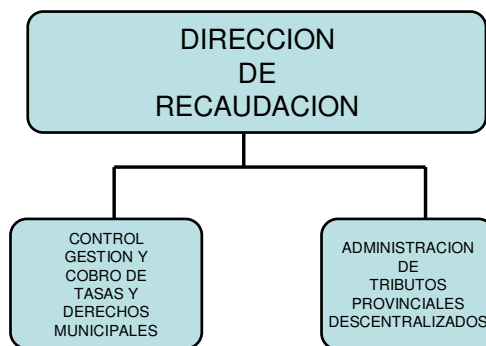 DIRECCION
DE
RECAUDACION
CONTROL
GESTION Y
COBRO DE
TASAS Y
DERECHOS
MUNICIPALES
ADMINISTRACION
DE
TRIBUTOS
PROVINCIALES
DESCENTRALIZADOS